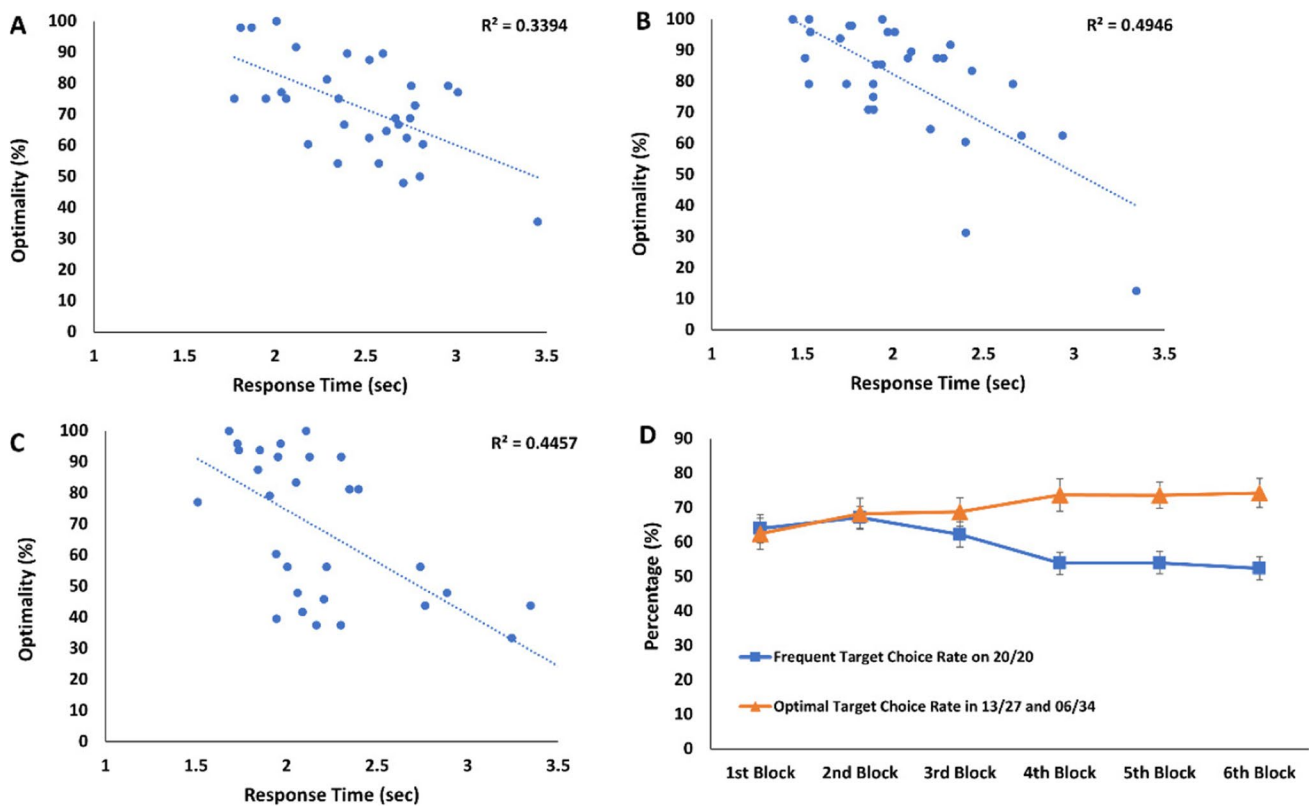 A
R² = 0.3394
100
90
80
70
60
50
40
30
20
10
0
Optimality (%)
1
1.5
2
2.5
3
3.5
Response Time (sec)
B
R² = 0.4946
100
90
80
70
60
50
40
30
20
10
0
Optimality (%)
1
1.5
2
2.5
3
3.5
Response Time (sec)
C
R² = 0.4457
100
90
80
70
60
50
40
30
20
10
0
Optimality (%)
1
1.5
2
2.5
3
3.5
Response Time (sec)
D
90
80
70
60
50
40
30
20
10
0
Percentage (%)
Frequent Target Choice Rate on 20/20
Optimal Target Choice Rate in 13/27 and 06/34
1st Block
2nd Block
3rd Block
4th Block
5th Block
6th Block